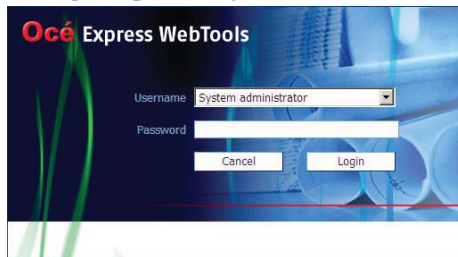 Océ Express WebTools
Username System administrator
Password
Cancel Login